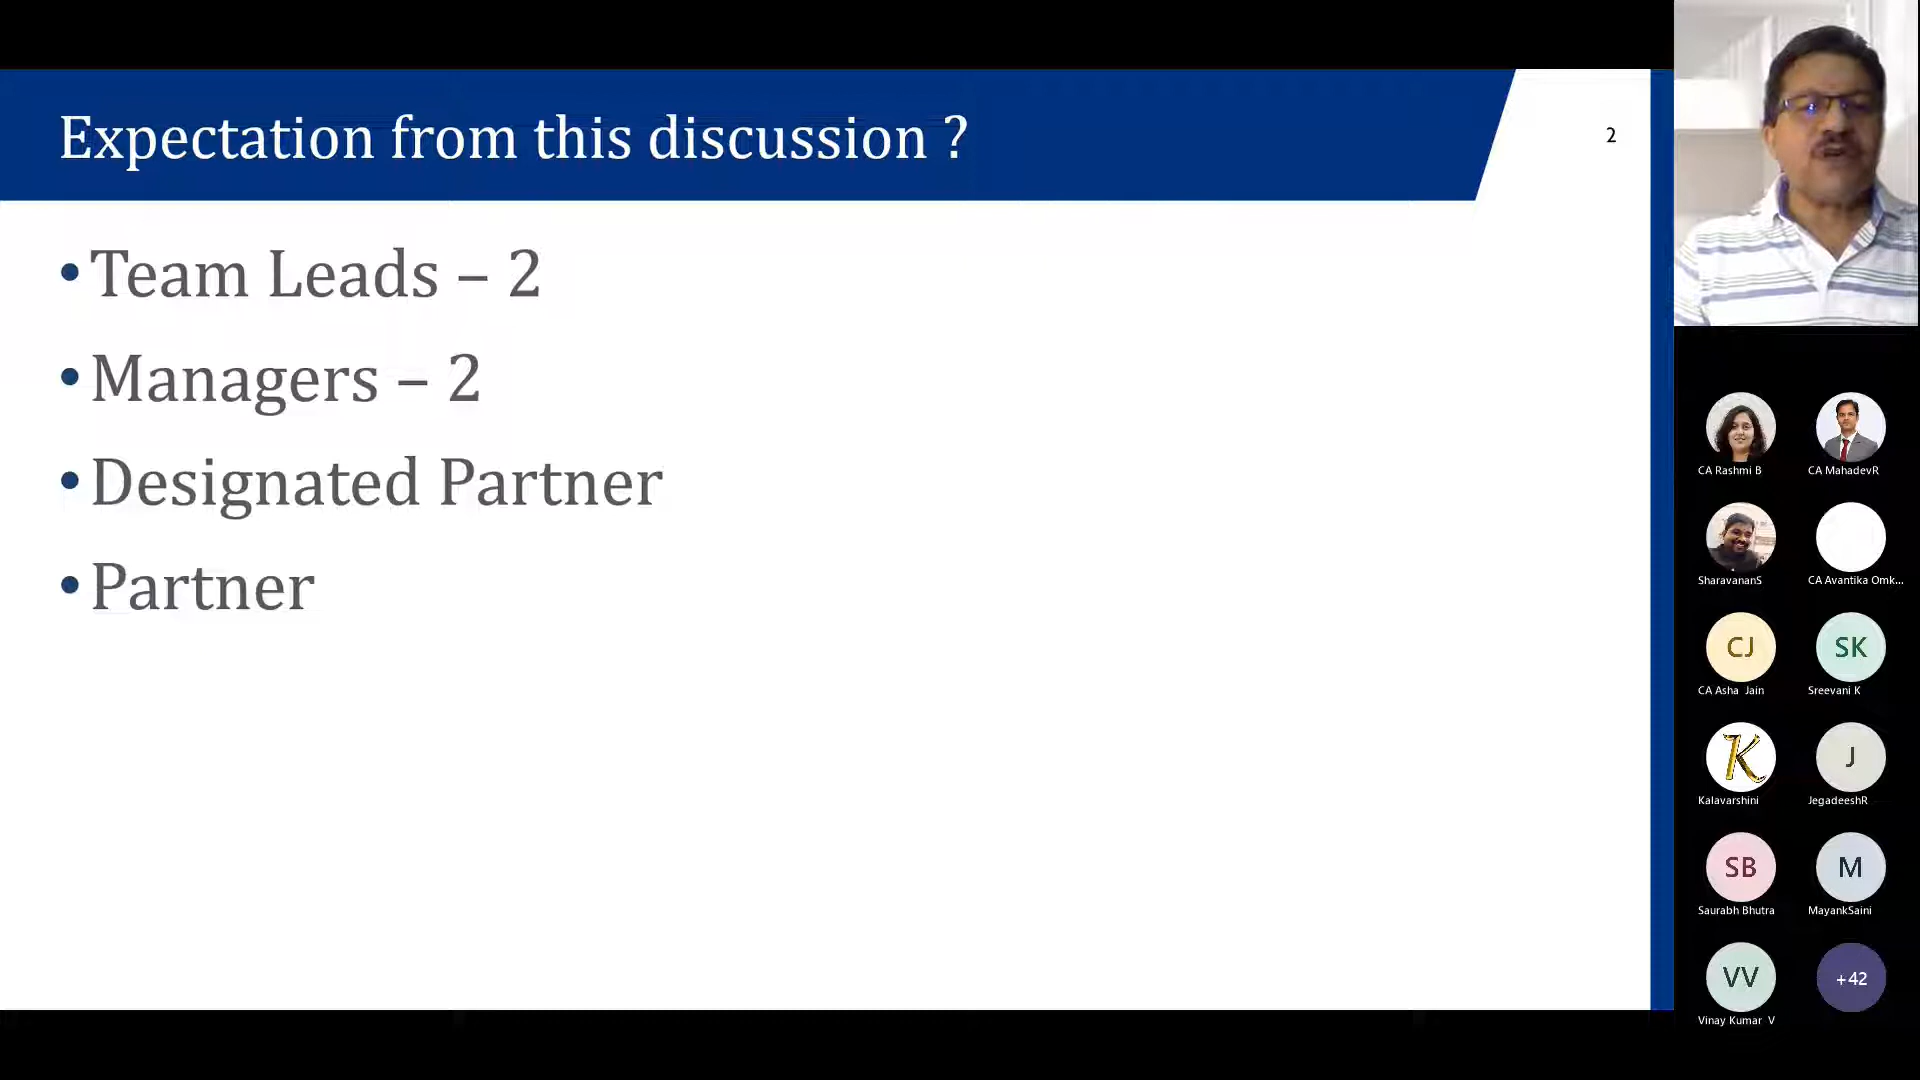 Expectation from this discussion ?
2
•Team Leads – 2
•Managers – 2
•Designated Partner
•Partner
CA Rashmi B
CA MahadevR
SharavananS
CA Avantika Omk...
CJ
SK
CA Asha Jain
Sreevani K
K
J
Kalavarshini
JegadeeshR
SB
M
Saurabh Bhutra
MayankSaini
VV
+42
Vinay Kumar V